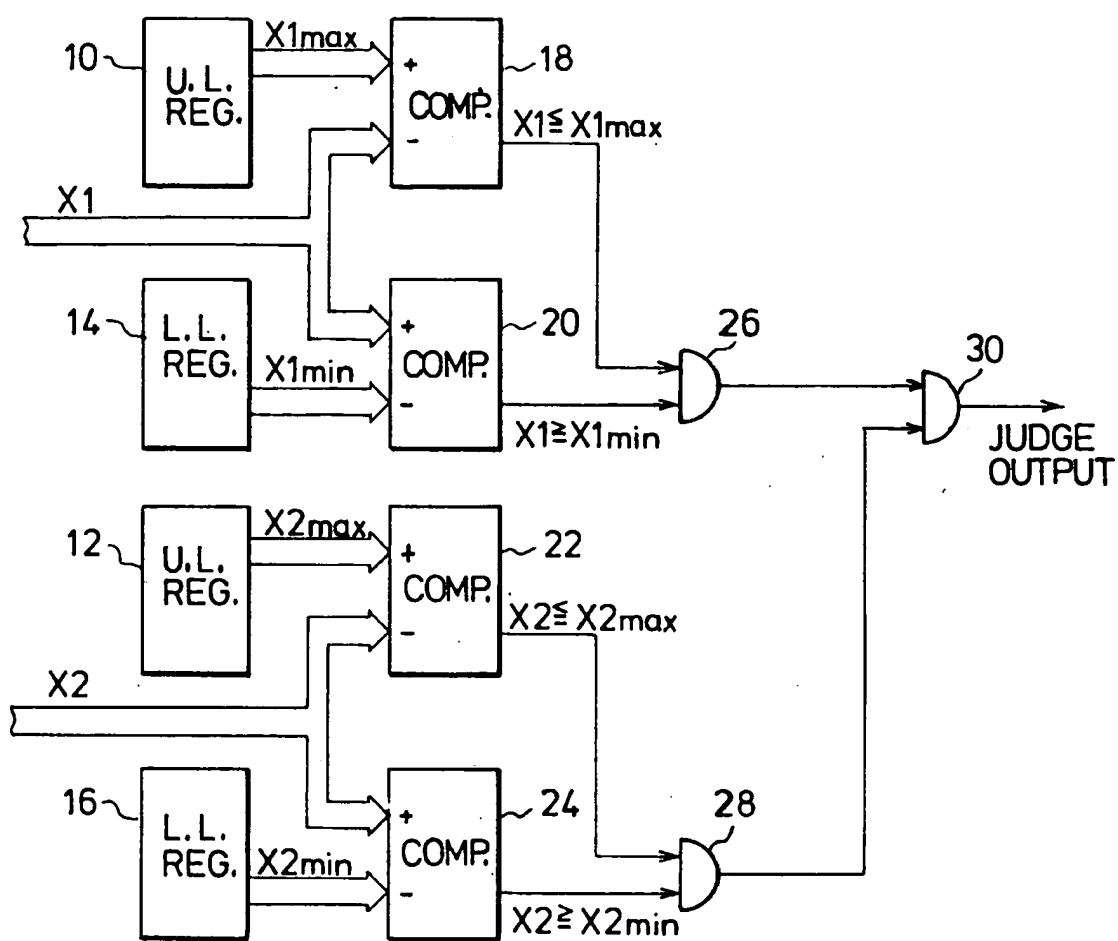 10
U.L.
REG.
X1max
+
COMP.
-
18
X1≦X1max
X1
14
L.L.
REG.
X1min
+
COMP.
-
20
X1≧X1min
26
30
JUDGE
OUTPUT
12
U.L.
REG.
X2max
+
COMP.
-
22
X2≦X2max
X2
16
L.L.
REG.
X2min
+
COMP.
-
24
X2≧X2min
28